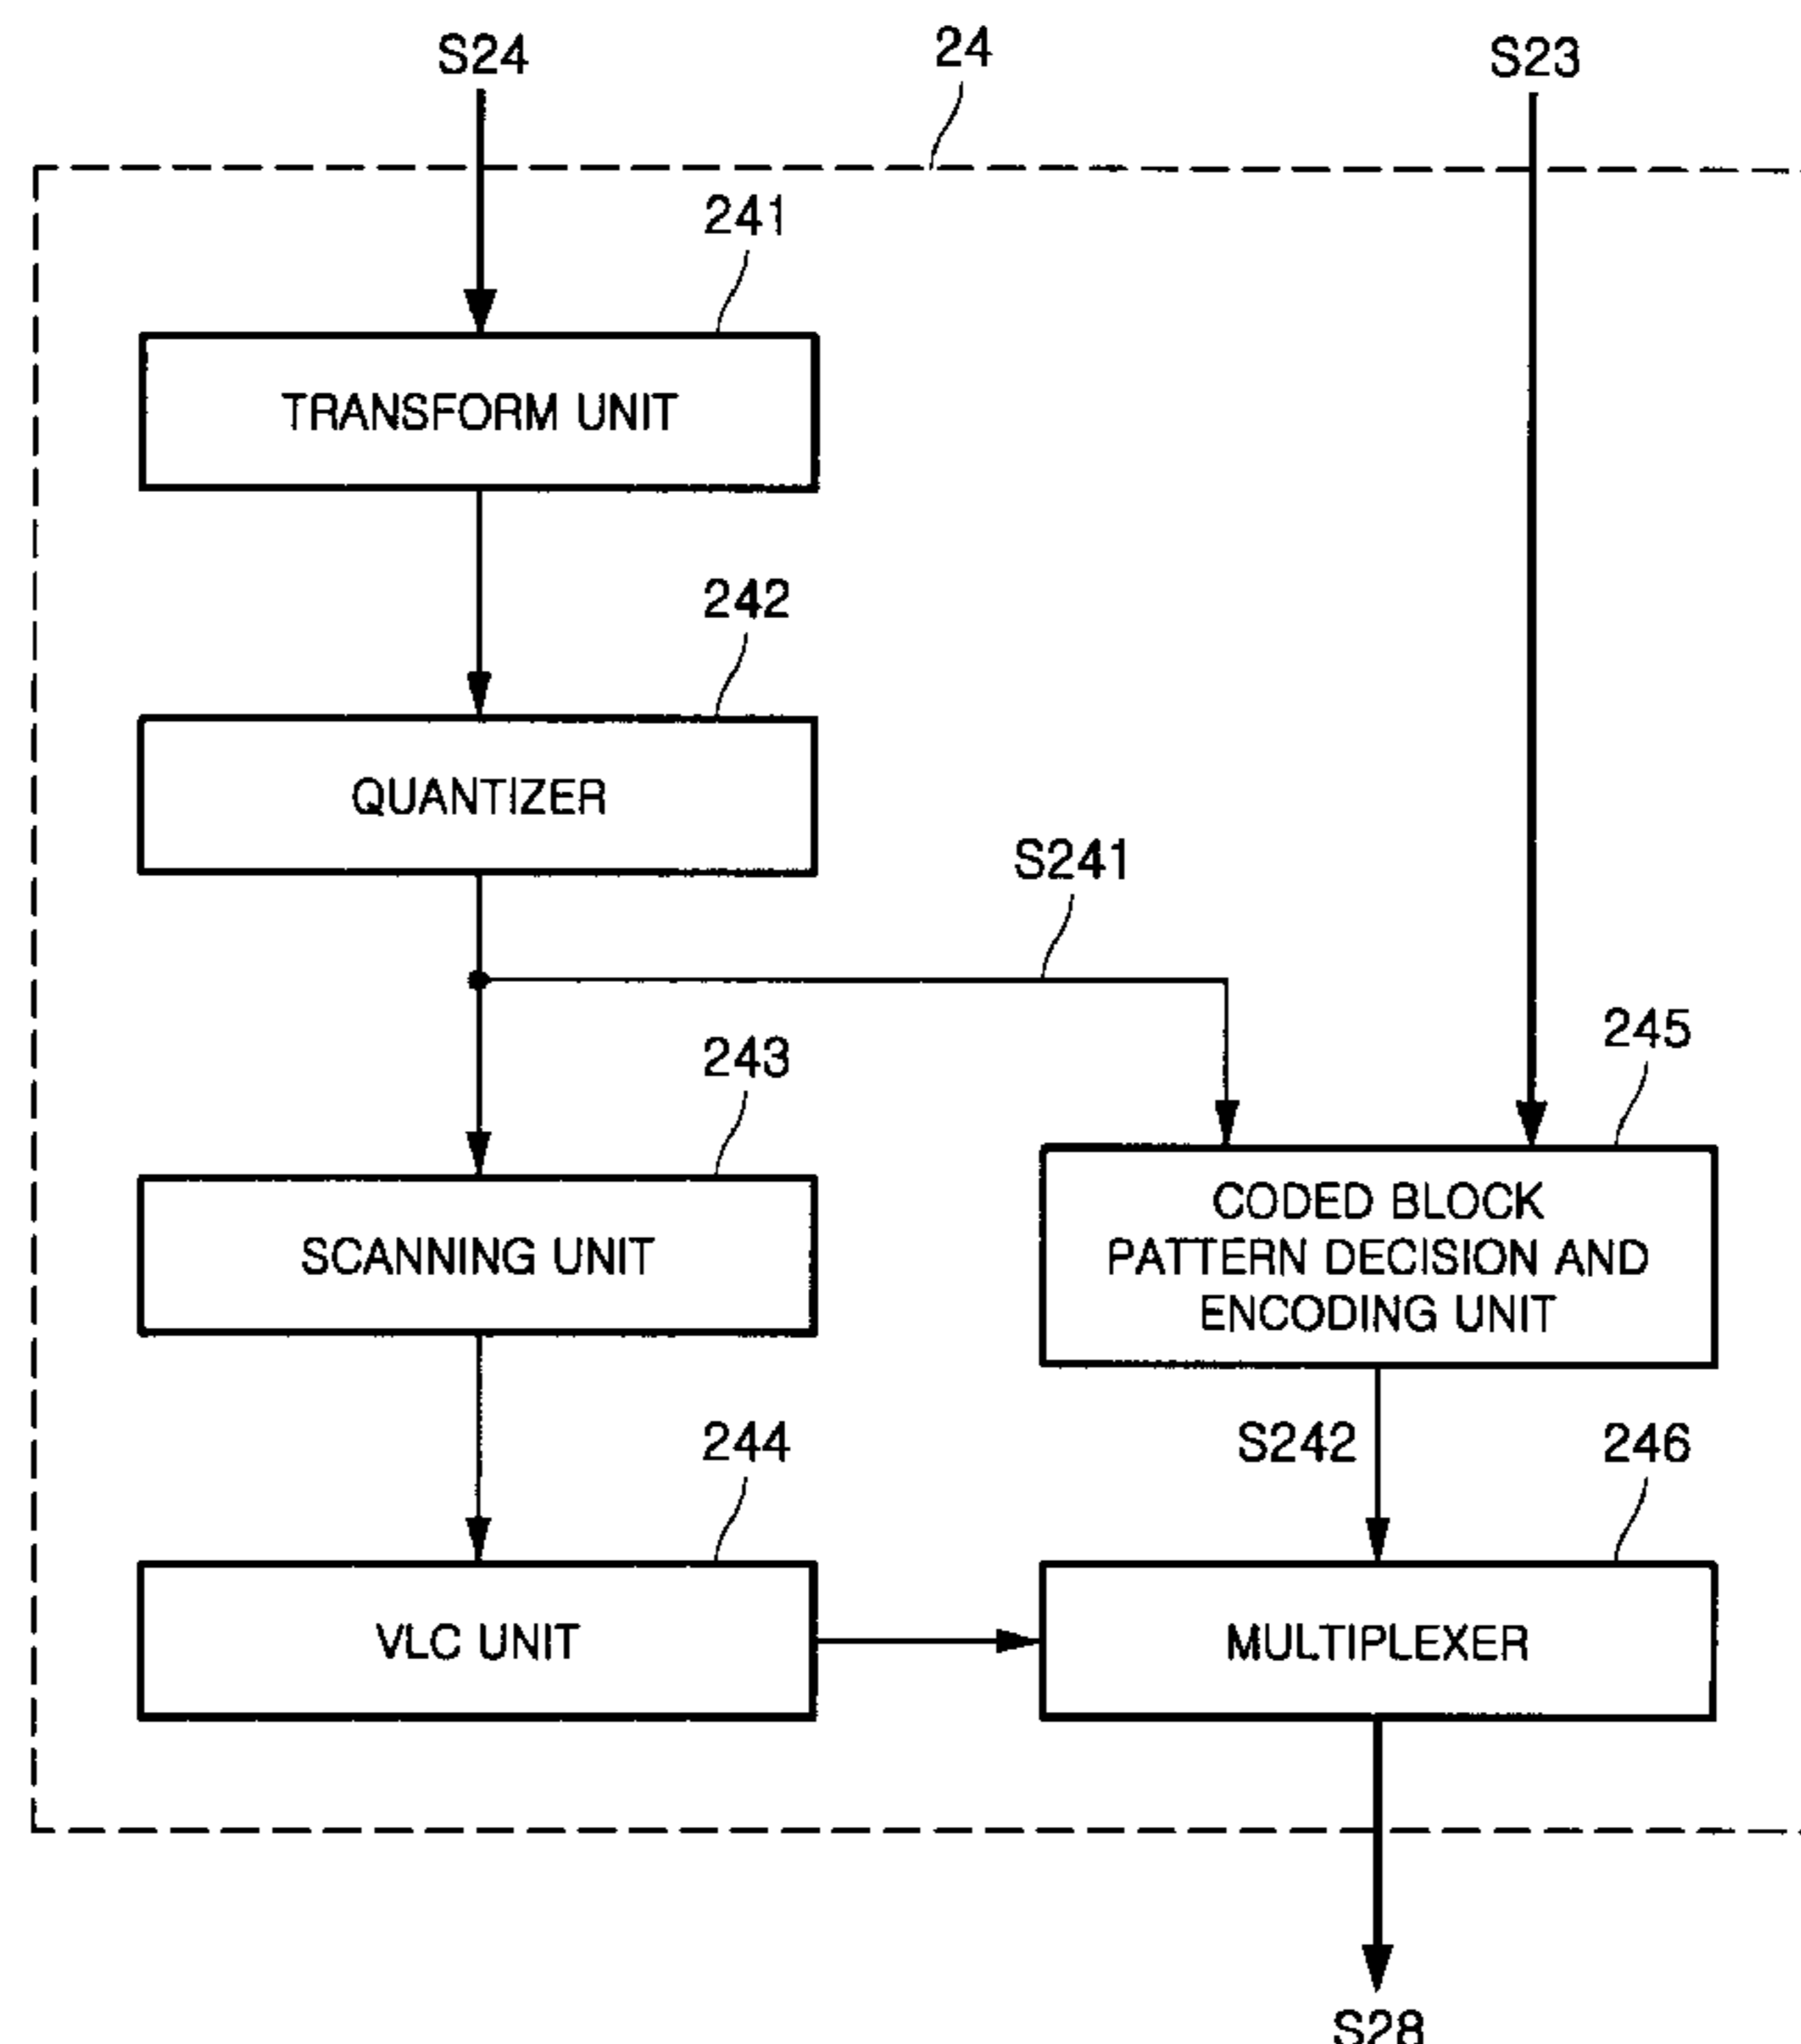 S24
24
S23
241
TRANSFORM UNIT
242
QUANTIZER
S241
245
243
CODED BLOCK
PATTERN DECISION AND
ENCODING UNIT
SCANNING UNIT
244
S242
246
VLC UNIT
MULTIPLEXER
S28